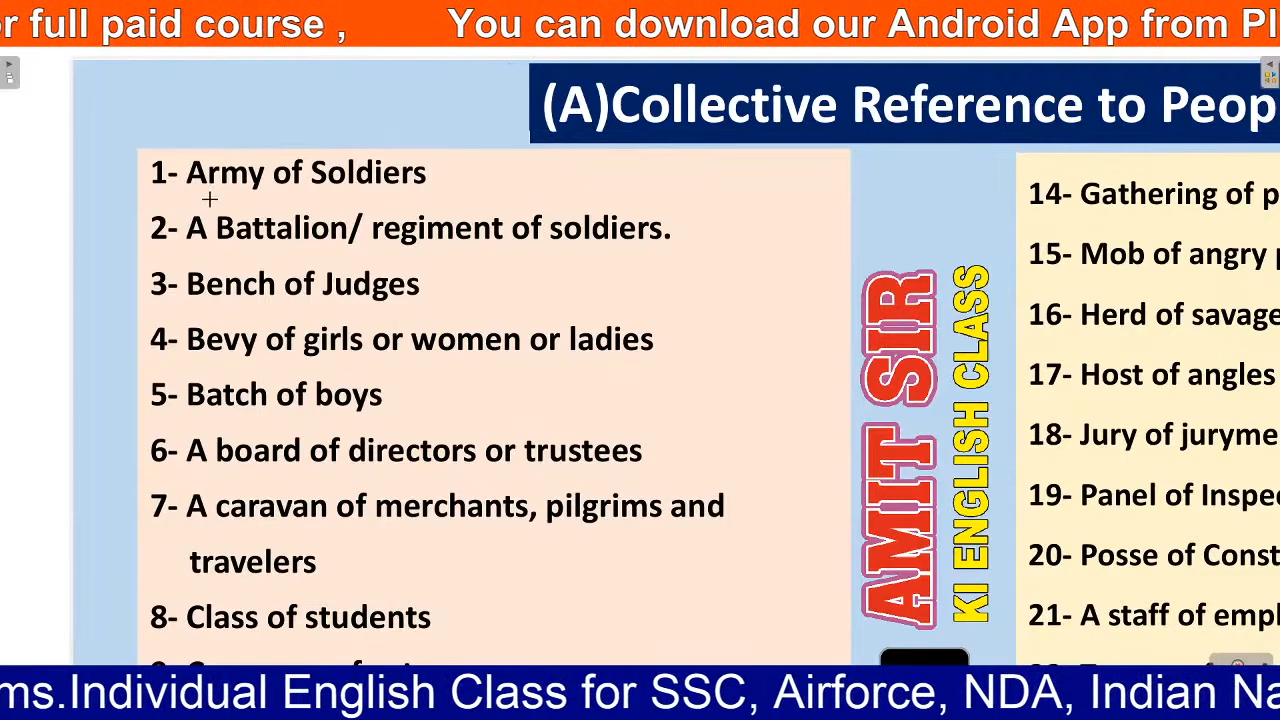 or full paid course , You can download our Android App from Pl
(A)Collective Reference to Peop
1- Army of Soldiers
2- A Battalion/ regiment of soldiers.
3- Bench of Judges
4- Bevy of girls or women or ladies
5- Batch of boys
6- A board of directors or trustees
7- A caravan of merchants, pilgrims and
travelers
8- Class of students
AMIT SIR
KI ENGLISH CLASS
14- Gathering of p
15- Mob of angry p
16- Herd of savage
17- Host of angles
18- Jury of juryme
19- Panel of Inspe
20- Posse of Const
21- A staff of empl
ms.Individual English Class for SSC, Airforce, NDA, Indian Na